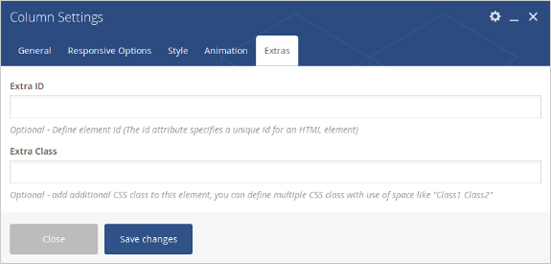 Column Settings
General Responsive Options Style Animation Extras
Extra ID
Optional - Define element id (The id attribute specifies a unique id for an HTML element)
Extra Class
Optional - add additional CSS class to this element, you can define multiple CSS class with use of space like "Class1 Class2"
Close Save changes